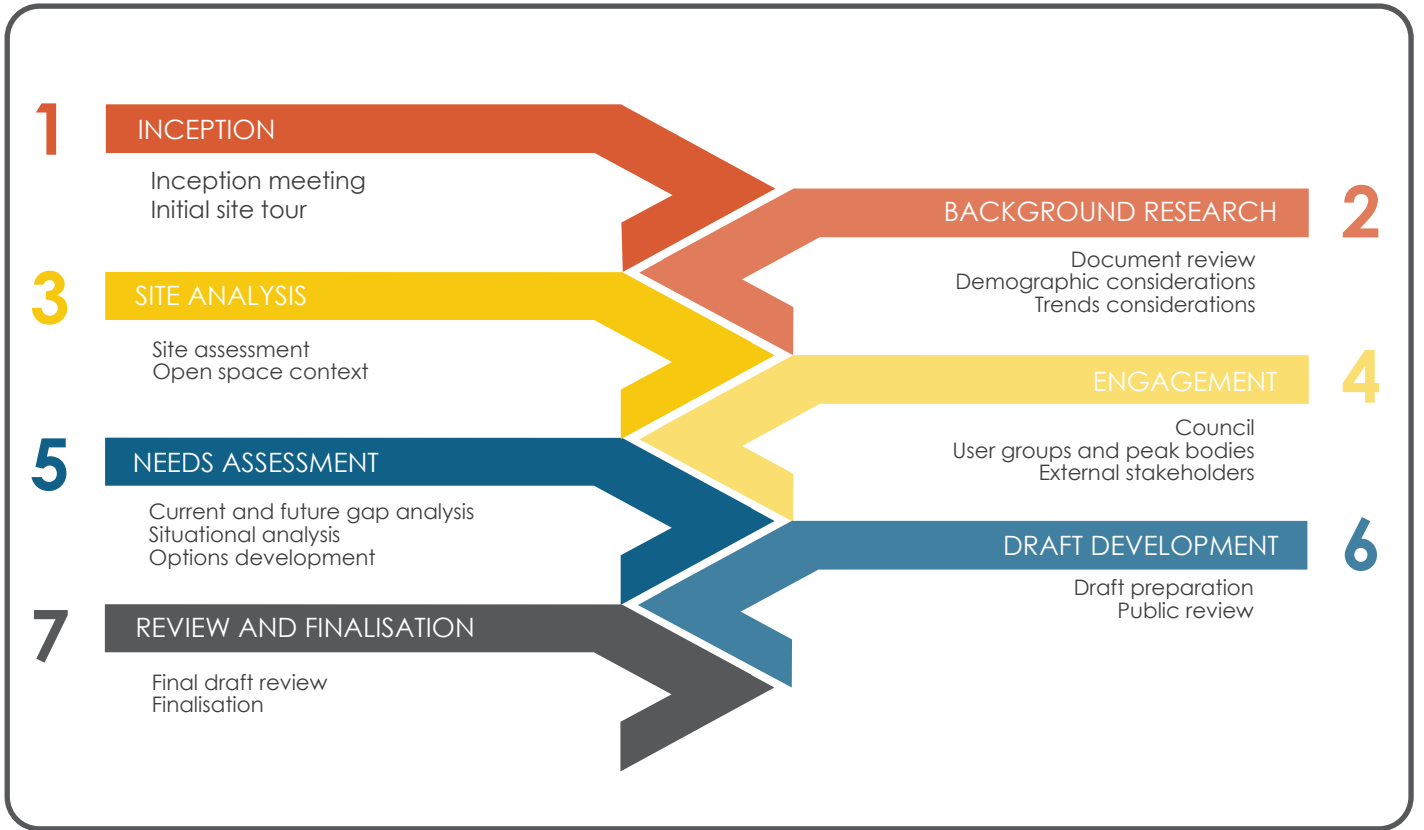 1
INCEPTION
Inception meeting
Initial site tour
2
BACKGROUND RESEARCH
Document review
Demographic considerations
Trends considerations
3
SITE ANALYSIS
Site assessment
Open space context
4
ENGAGEMENT
Council
User groups and peak bodies
External stakeholders
5
NEEDS ASSESSMENT
Current and future gap analysis
Situational analysis
Options development
6
DRAFT DEVELOPMENT
Draft preparation
Public review
7
REVIEW AND FINALISATION
Final draft review
Finalisation